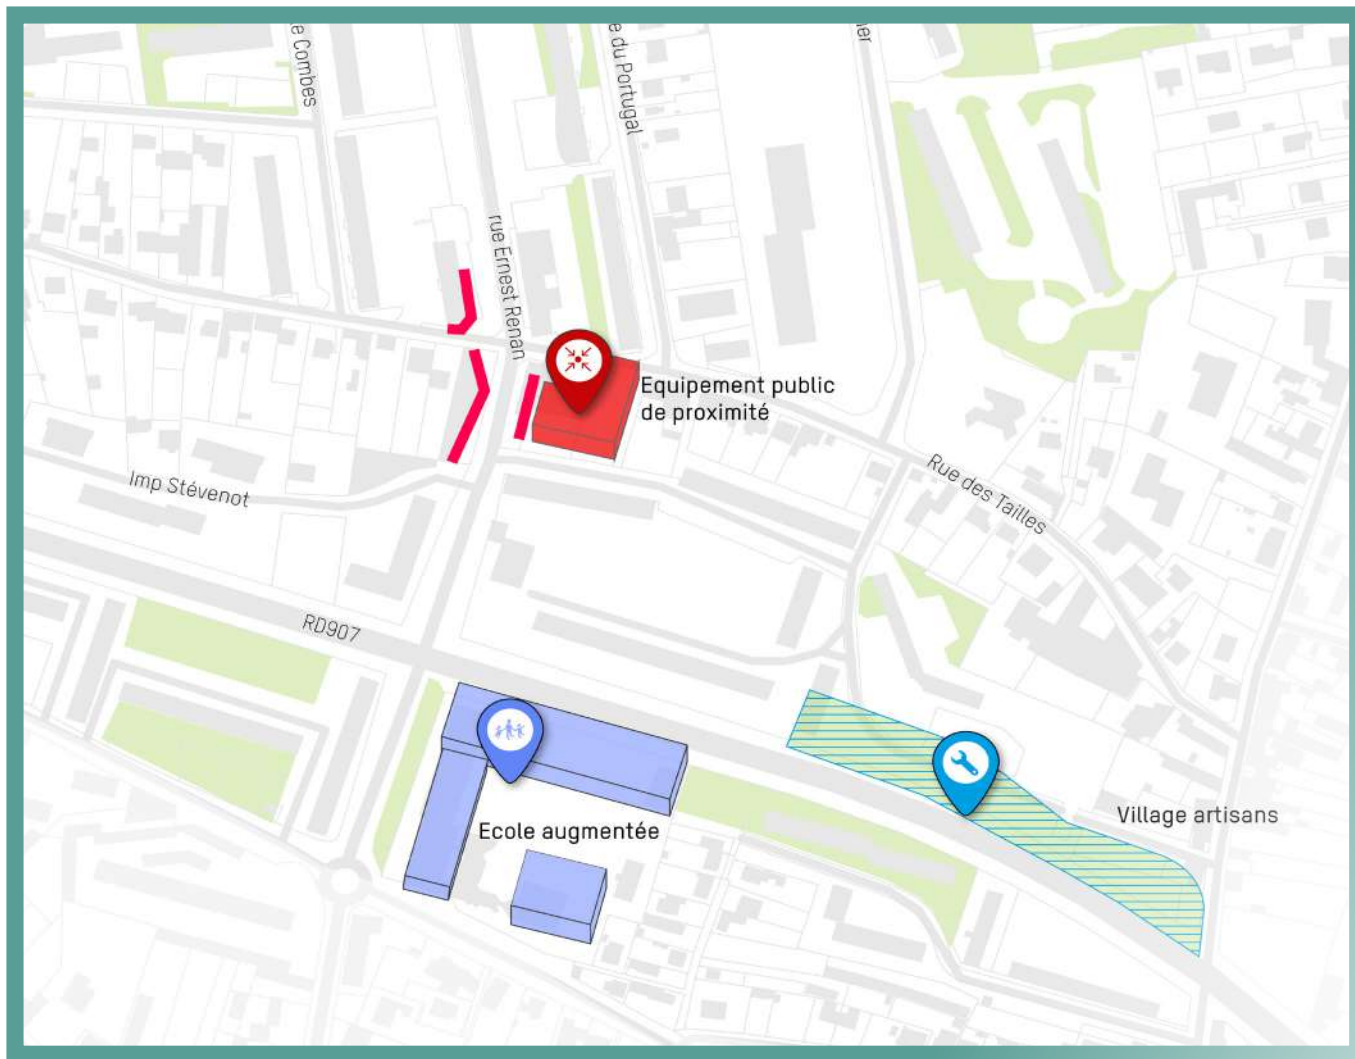 e Combes
e du Portugal
ier
rue Ernest Renan
Equipement public
de proximité
Rue des Tailles
Imp Stévenot
RD907
Village artisans
Ecole augmentée